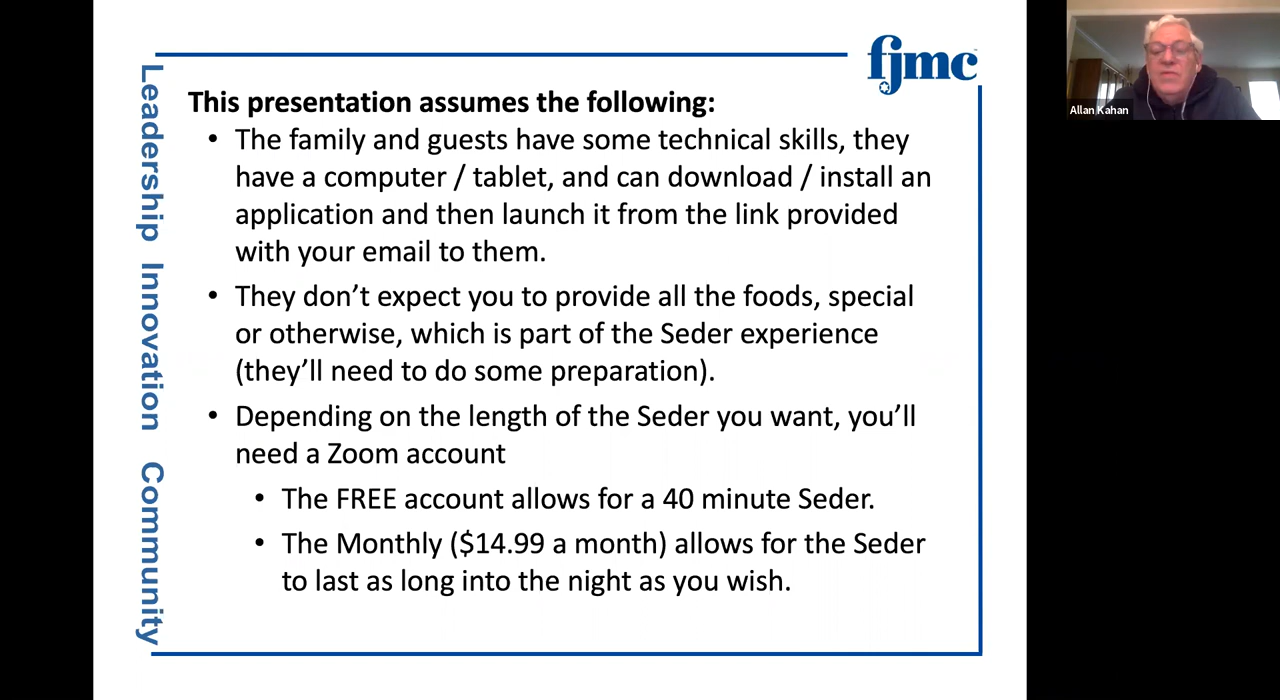 fjmc
This presentation assumes the following:
• The family and guests have some technical skills, they
have a computer / tablet, and can download / install an
application and then launch it from the link provided
with your email to them.
• They don’t expect you to provide all the foods, special
or otherwise, which is part of the Seder experience
(they’ll need to do some preparation).
• Depending on the length of the Seder you want, you’ll
need a Zoom account
• The FREE account allows for a 40 minute Seder.
• The Monthly ($14.99 a month) allows for the Seder
to last as long into the night as you wish.
Leadership Innovation Community
Allan Kahan